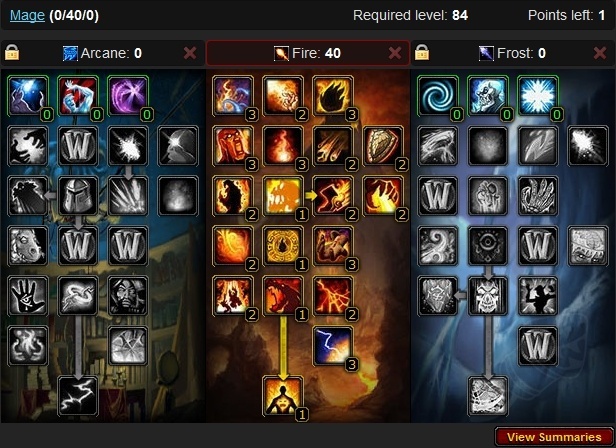 Mage (0/40/0) Required level: 84 Points left: 1
Arcane: 0 Fire: 40 Frost: 0
0 0 0 3 2 3 0 0 0
W 3 3 2 2
2 1 2 2 W
W W 2 1 3
2 1 2
3 W
1
View Summaries